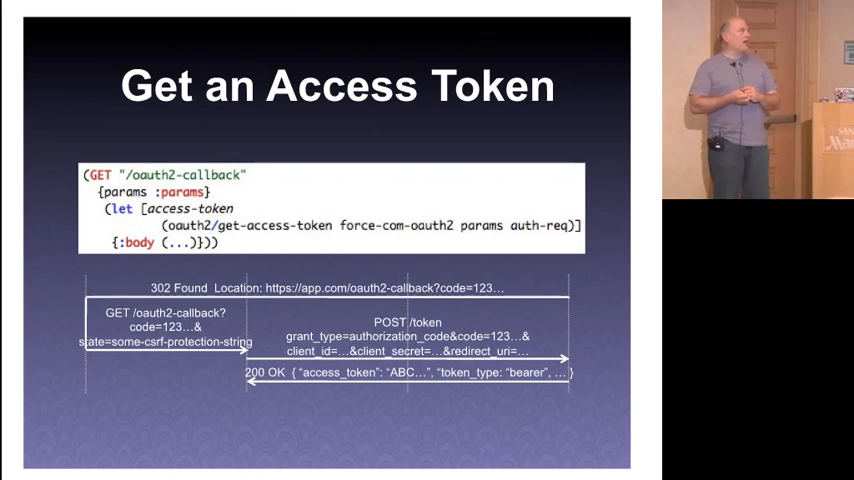 Get an Access Token
(GET "/oauth2-callback"
{params :params}
(let [access-token
(oauth2/get-access-token force-com-oauth2 params auth-req)]
{:body (...)}))
302 Found Location: https://app.com/oauth2-callback?code=123…
GET /oauth2-callback?
code=123…&
state=some-csrf-protection-string
POST /token
grant_type=authorization_code&code=123…&
client_id=…&client_secret=…&redirect_uri=…
200 OK { “access_token”: “ABC…”, “token_type: “bearer”, … }